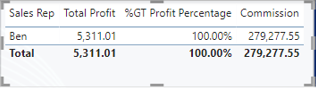 Sales Rep Total Profit %GT Profit Percentage Commission
Ben 5,311.01 100.00% 279,277.55
Total 5,311.01 100.00% 279,277.55